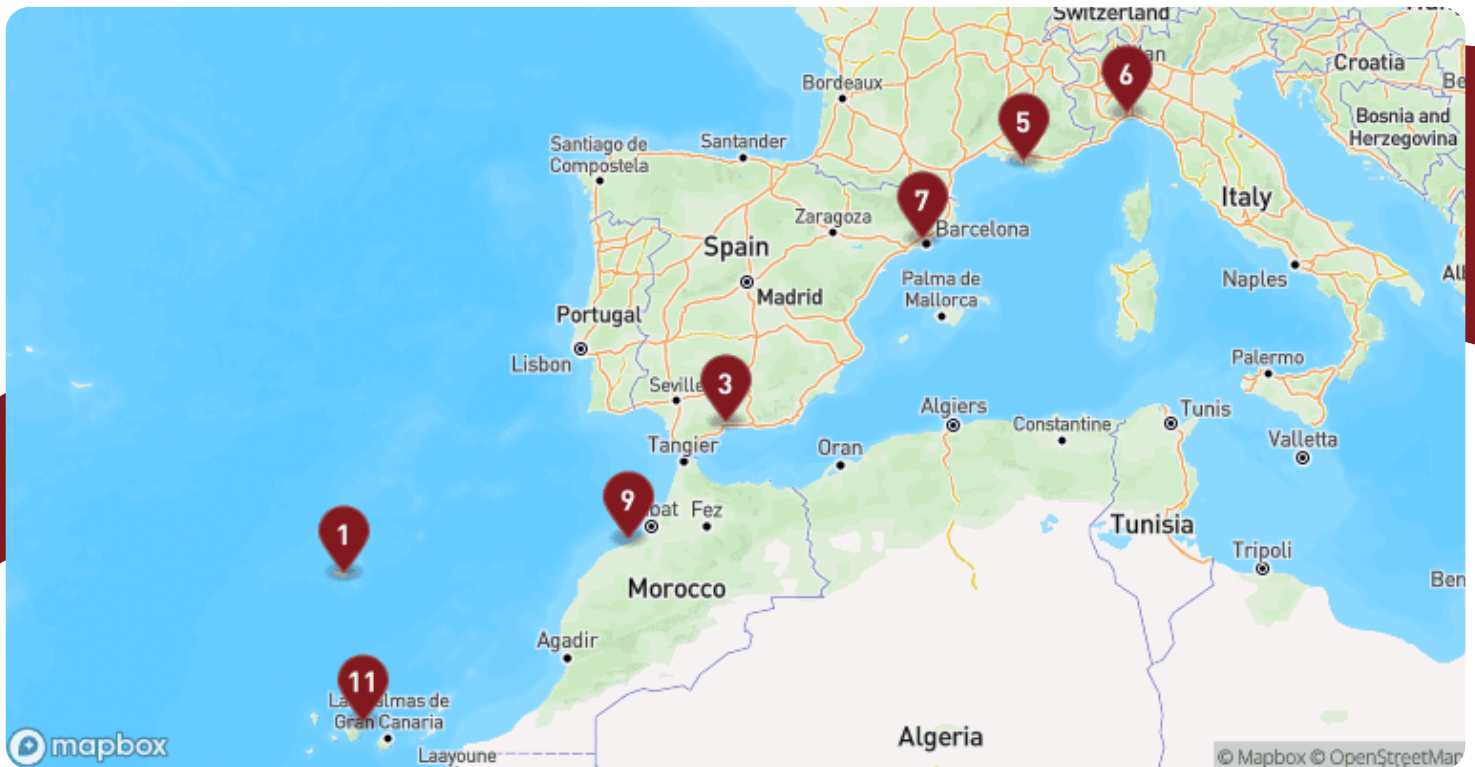 Switzerland
Croatia
Bordeaux
6
5
Bosnia and
Herzegovina
Santiago de
Compostela
Santander
7
Zaragoza
Barcelona
Italy
Spain
Madrid
Palma de
Mallorca
Naples
Portugal
Lisbon
Palermo
Seville
3
Algiers
Constantine
Tunis
Tangier
Oran
Valletta
9
Fez
1
Tunisia
Tripoli
Morocco
Agadir
11
Gran Canaria
Algeria
mapbox
Laayoune
© Mapbox © OpenStreetMap